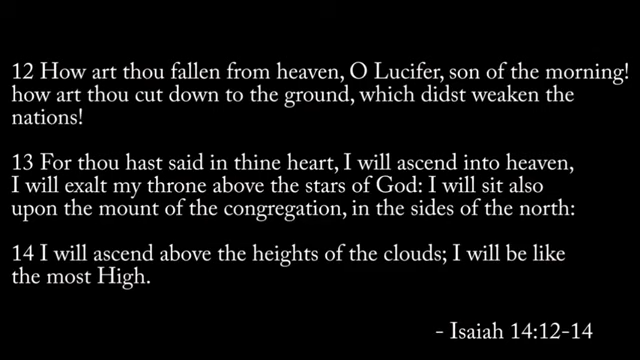 12 How art thou fallen from heaven, O Lucifer, son of the morning!
how art thou cut down to the ground, which didst weaken the
nations!
13 For thou hast said in thine heart, I will ascend into heaven,
I will exalt my throne above the stars of God: I will sit also
upon the mount of the congregation, in the sides of the north:
14 I will ascend above the heights of the clouds; I will be like
the most High.
- Isaiah 14:12-14